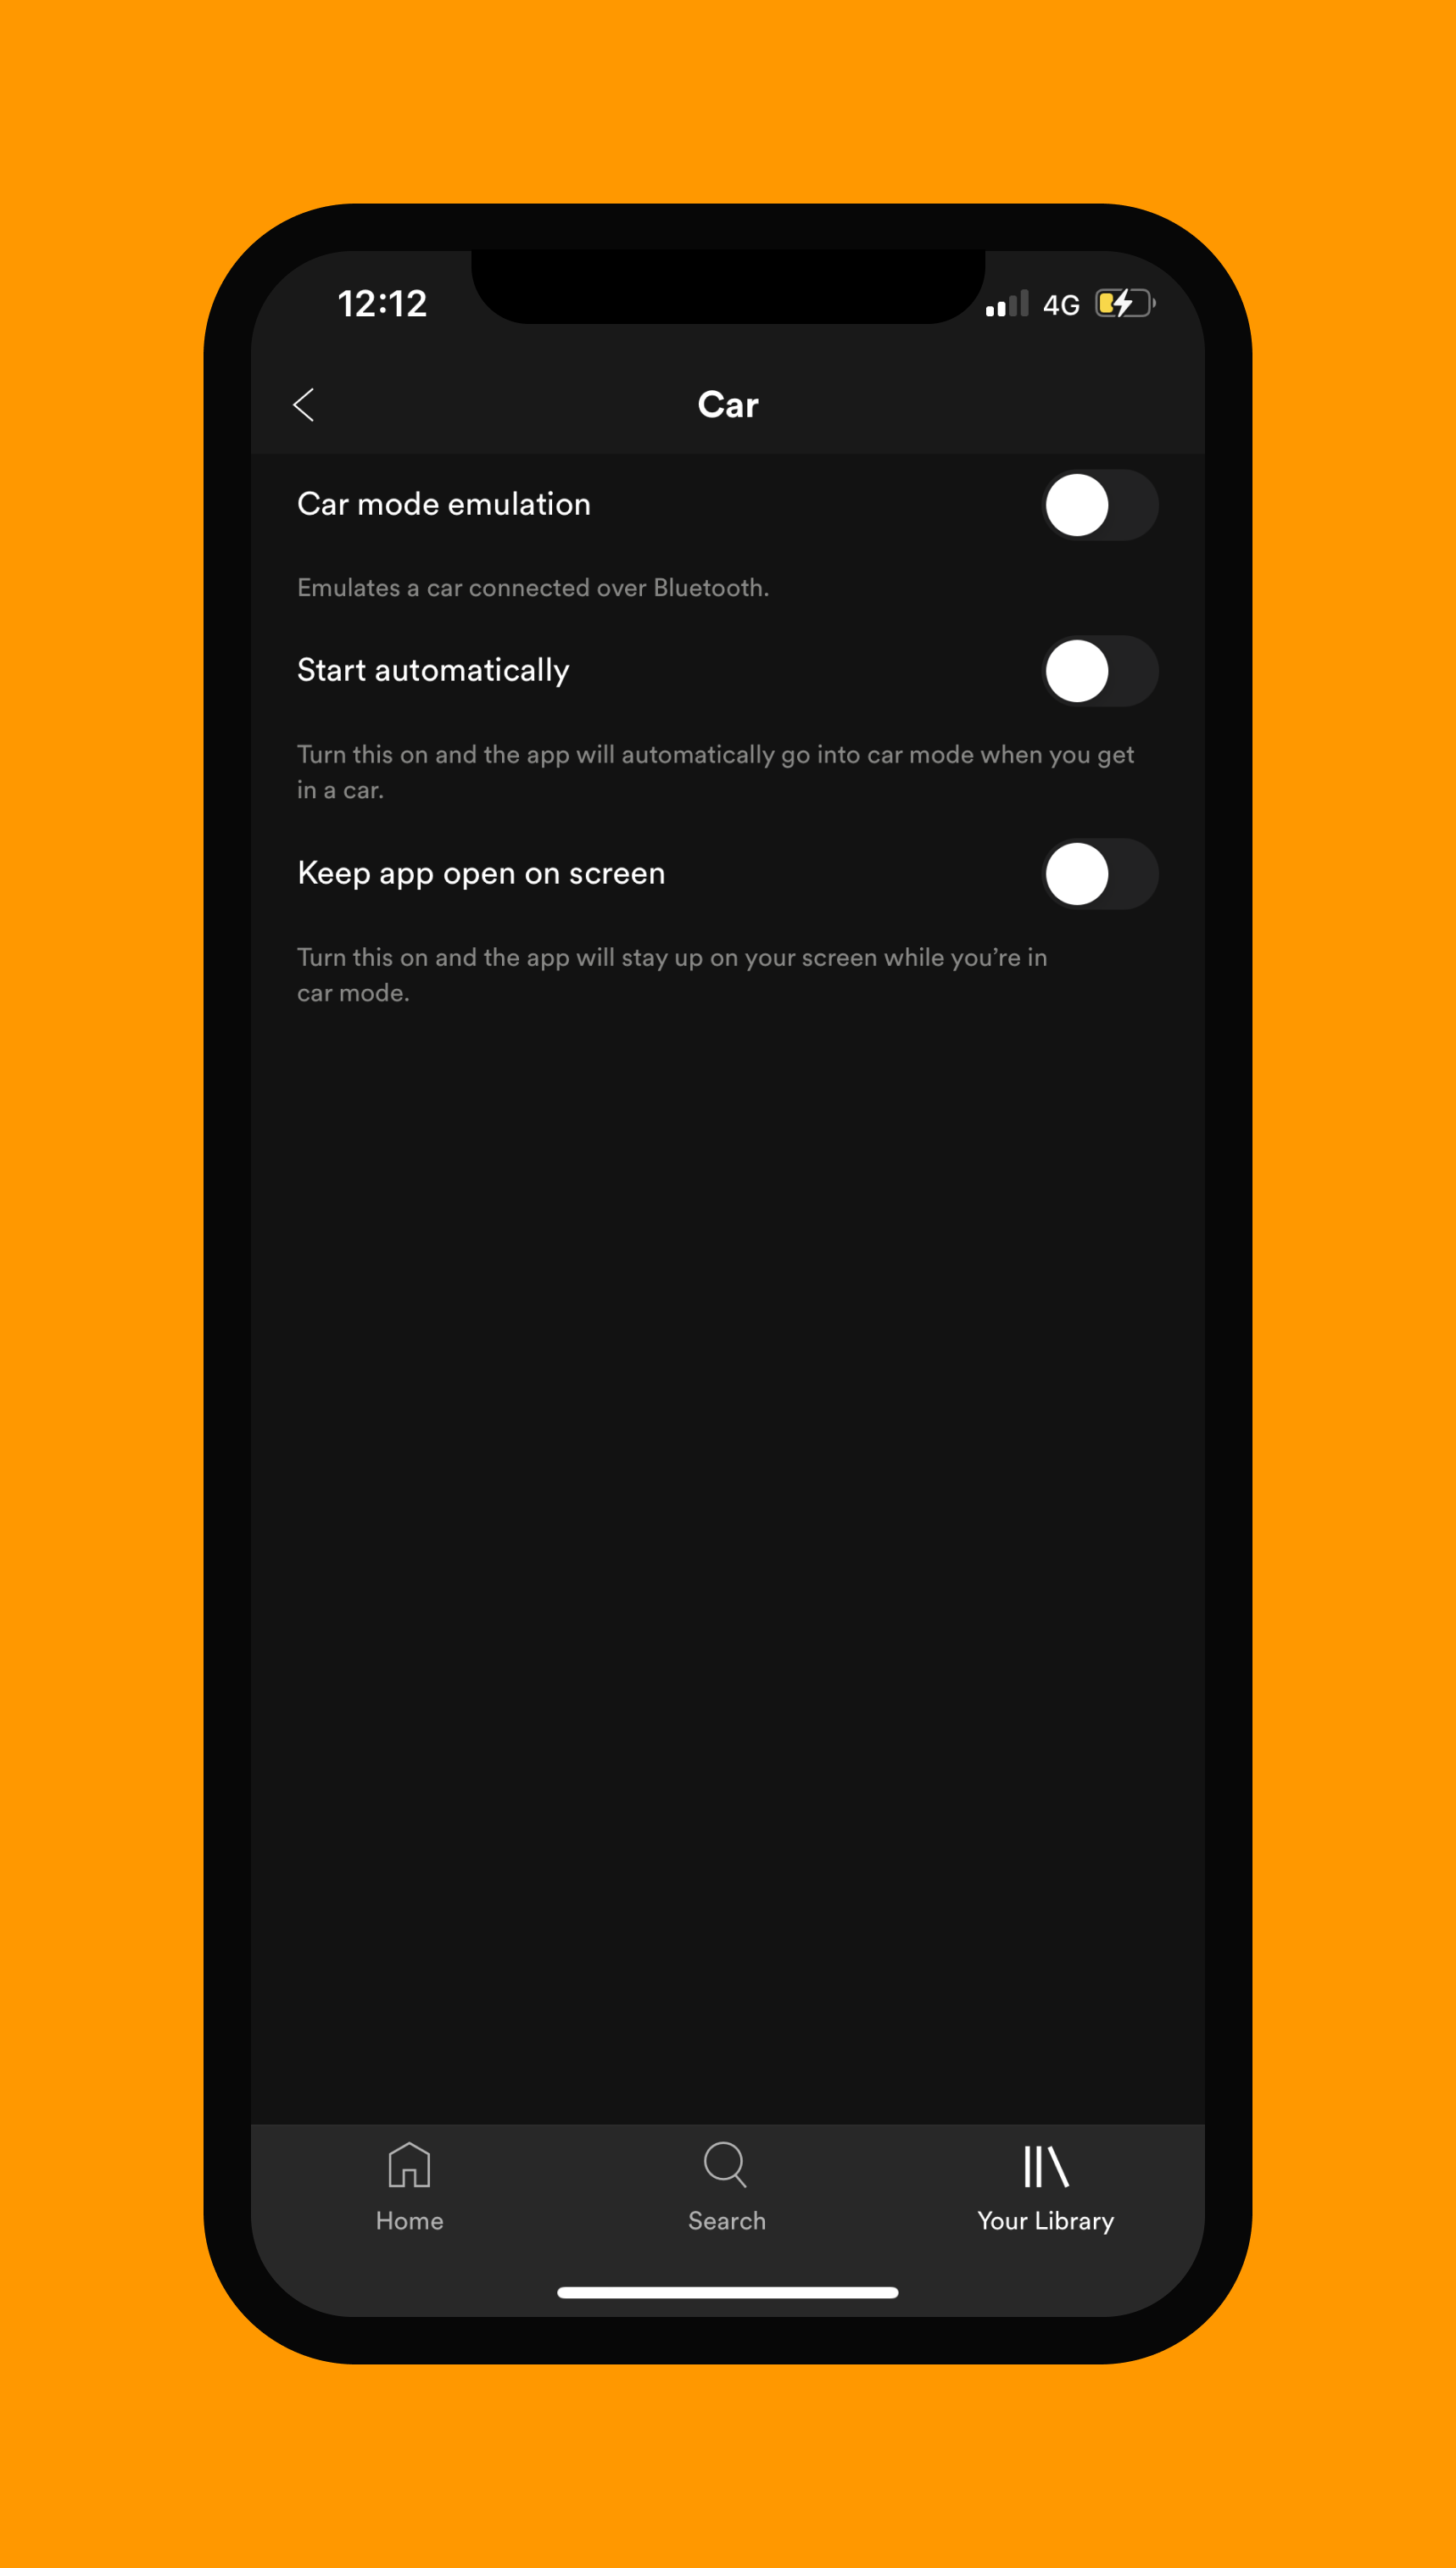 12:12
4G
Car
Car mode emulation
Emulates a car connected over Bluetooth.
Start automatically
Turn this on and the app will automatically go into car mode when you get
in a car.
Keep app open on screen
Turn this on and the app will stay up on your screen while you’re in
car mode.
Home
Search
Your Library